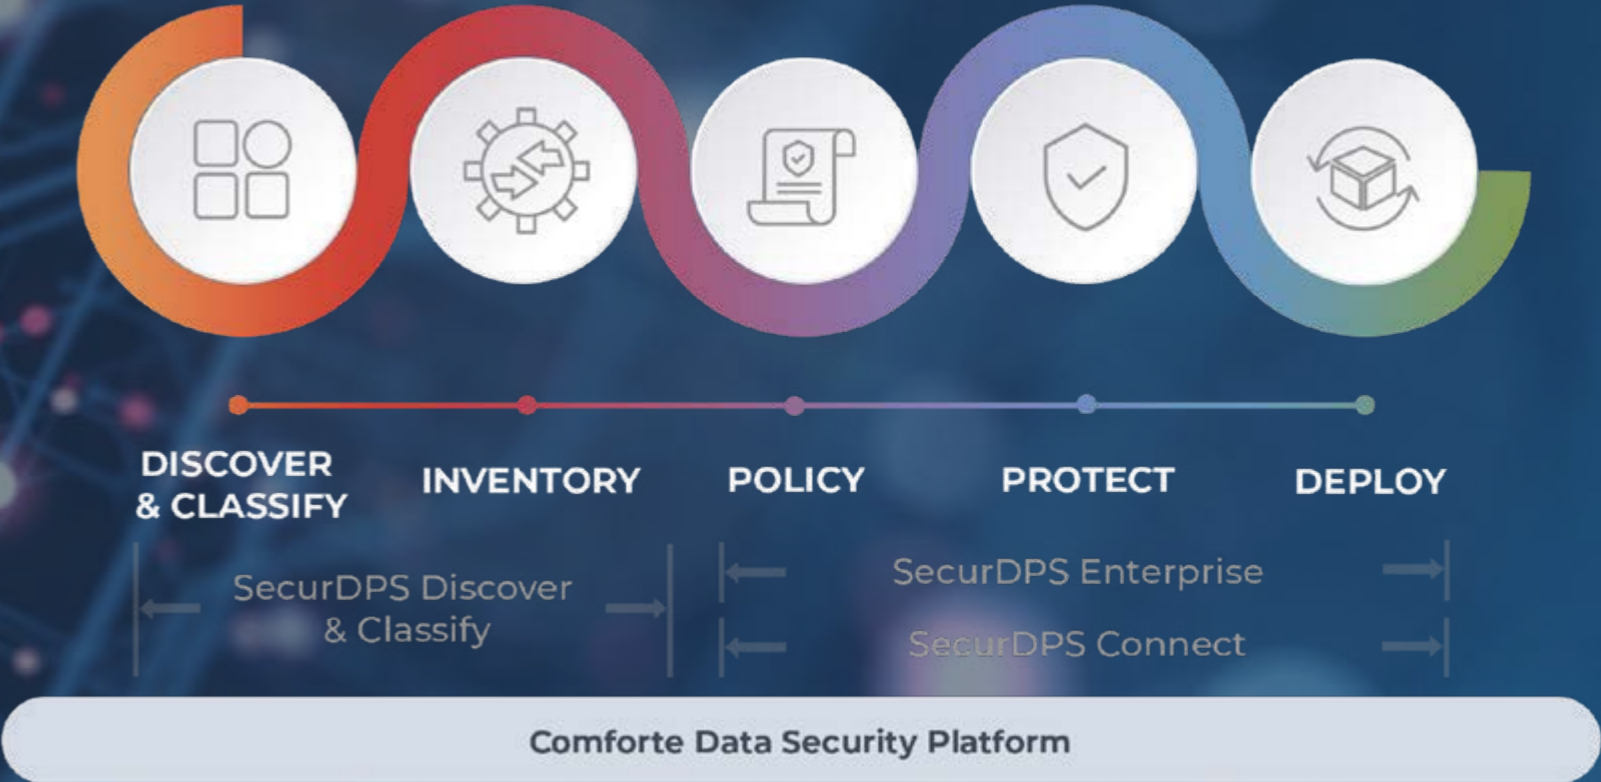 DISCOVER
& CLASSIFY
INVENTORY
POLICY
PROTECT
DEPLOY
SecurDPS Discover
& Classify
SecurDPS Enterprise
SecurDPS Connect
Comforte Data Security Platform